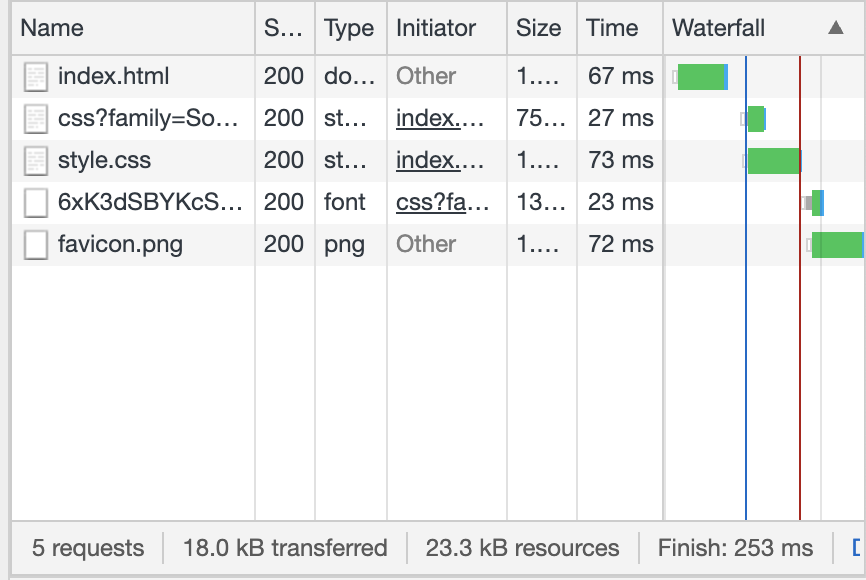 Name S... Type Initiator Size Time Waterfall ▲
index.html 200 do... Other 1.... 67 ms
css?family=So... 200 st... index.... 75... 27 ms
style.css 200 st... index.... 1.... 73 ms
6xK3dSBYKcS... 200 font css?fa... 13... 23 ms
favicon.png 200 png Other 1.... 72 ms
5 requests 18.0 kB transferred 23.3 kB resources Finish: 253 ms